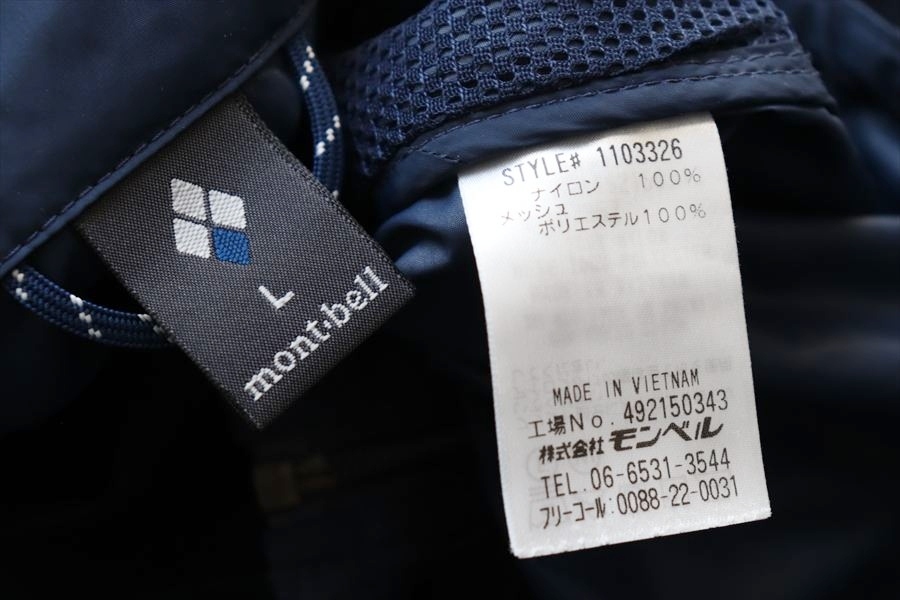 L
mont-bell
STYLE# 1103326
ナイロン 100%
メッシュ
ポリエステル100%
MADE IN VIETNAM
工場No. 492150343
株式会社 モンベル
TEL. 06-6531-3544
フリーコール:0088-22-0031